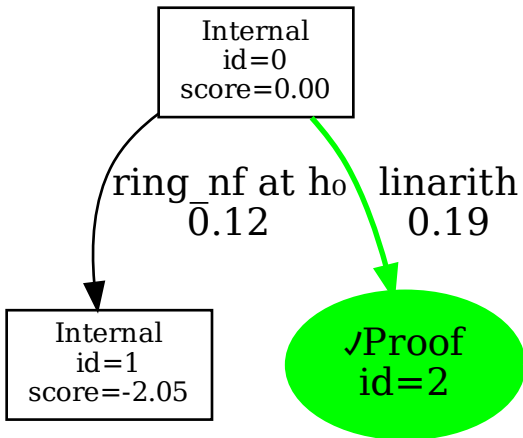 Internal
id=0
score=0.00
ring_nf at h₀
0.12
linarith
0.19
Internal
id=1
score=-2.05
✓Proof
id=2